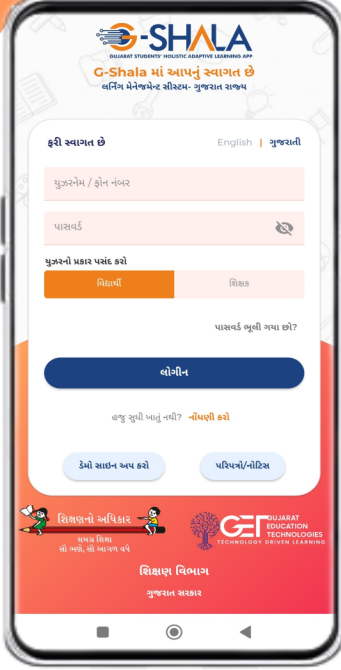 G-SHALA
GUJARAT STUDENTS' HOLISTIC ADAPTIVE LEARNING APP
G-Shala માં આપનું સ્વાગત છે
લર્નિંગ મેનેજમેન્ટ સીસ્ટમ- ગુજરાત રાજ્ય
ફરી સ્વાગત છે English | ગુજરાતી
યુઝરનેમ / ફોન નંબર
પાસવર્ડ
યુઝરનો પ્રકાર પસંદ કરો
વિદ્યાર્થી શિક્ષક
પાસવર્ડ ભૂલી ગયા છો?
લોગીન
હજુ સુધી ખાતું નથી? નોંધણી કરો
ડેમો સાઇન અપ કરો પરિપત્રો/નોટિસ
શિક્ષણનો અધિકાર
સમગ્ર શિક્ષા
સૌ ભણે, સૌ આગળ વધે
GET GUJARAT
EDUCATION
TECHNOLOGIES
TECHNOLOGY DRIVEN LEARNING
શિક્ષણ વિભાગ
ગુજરાત સરકાર